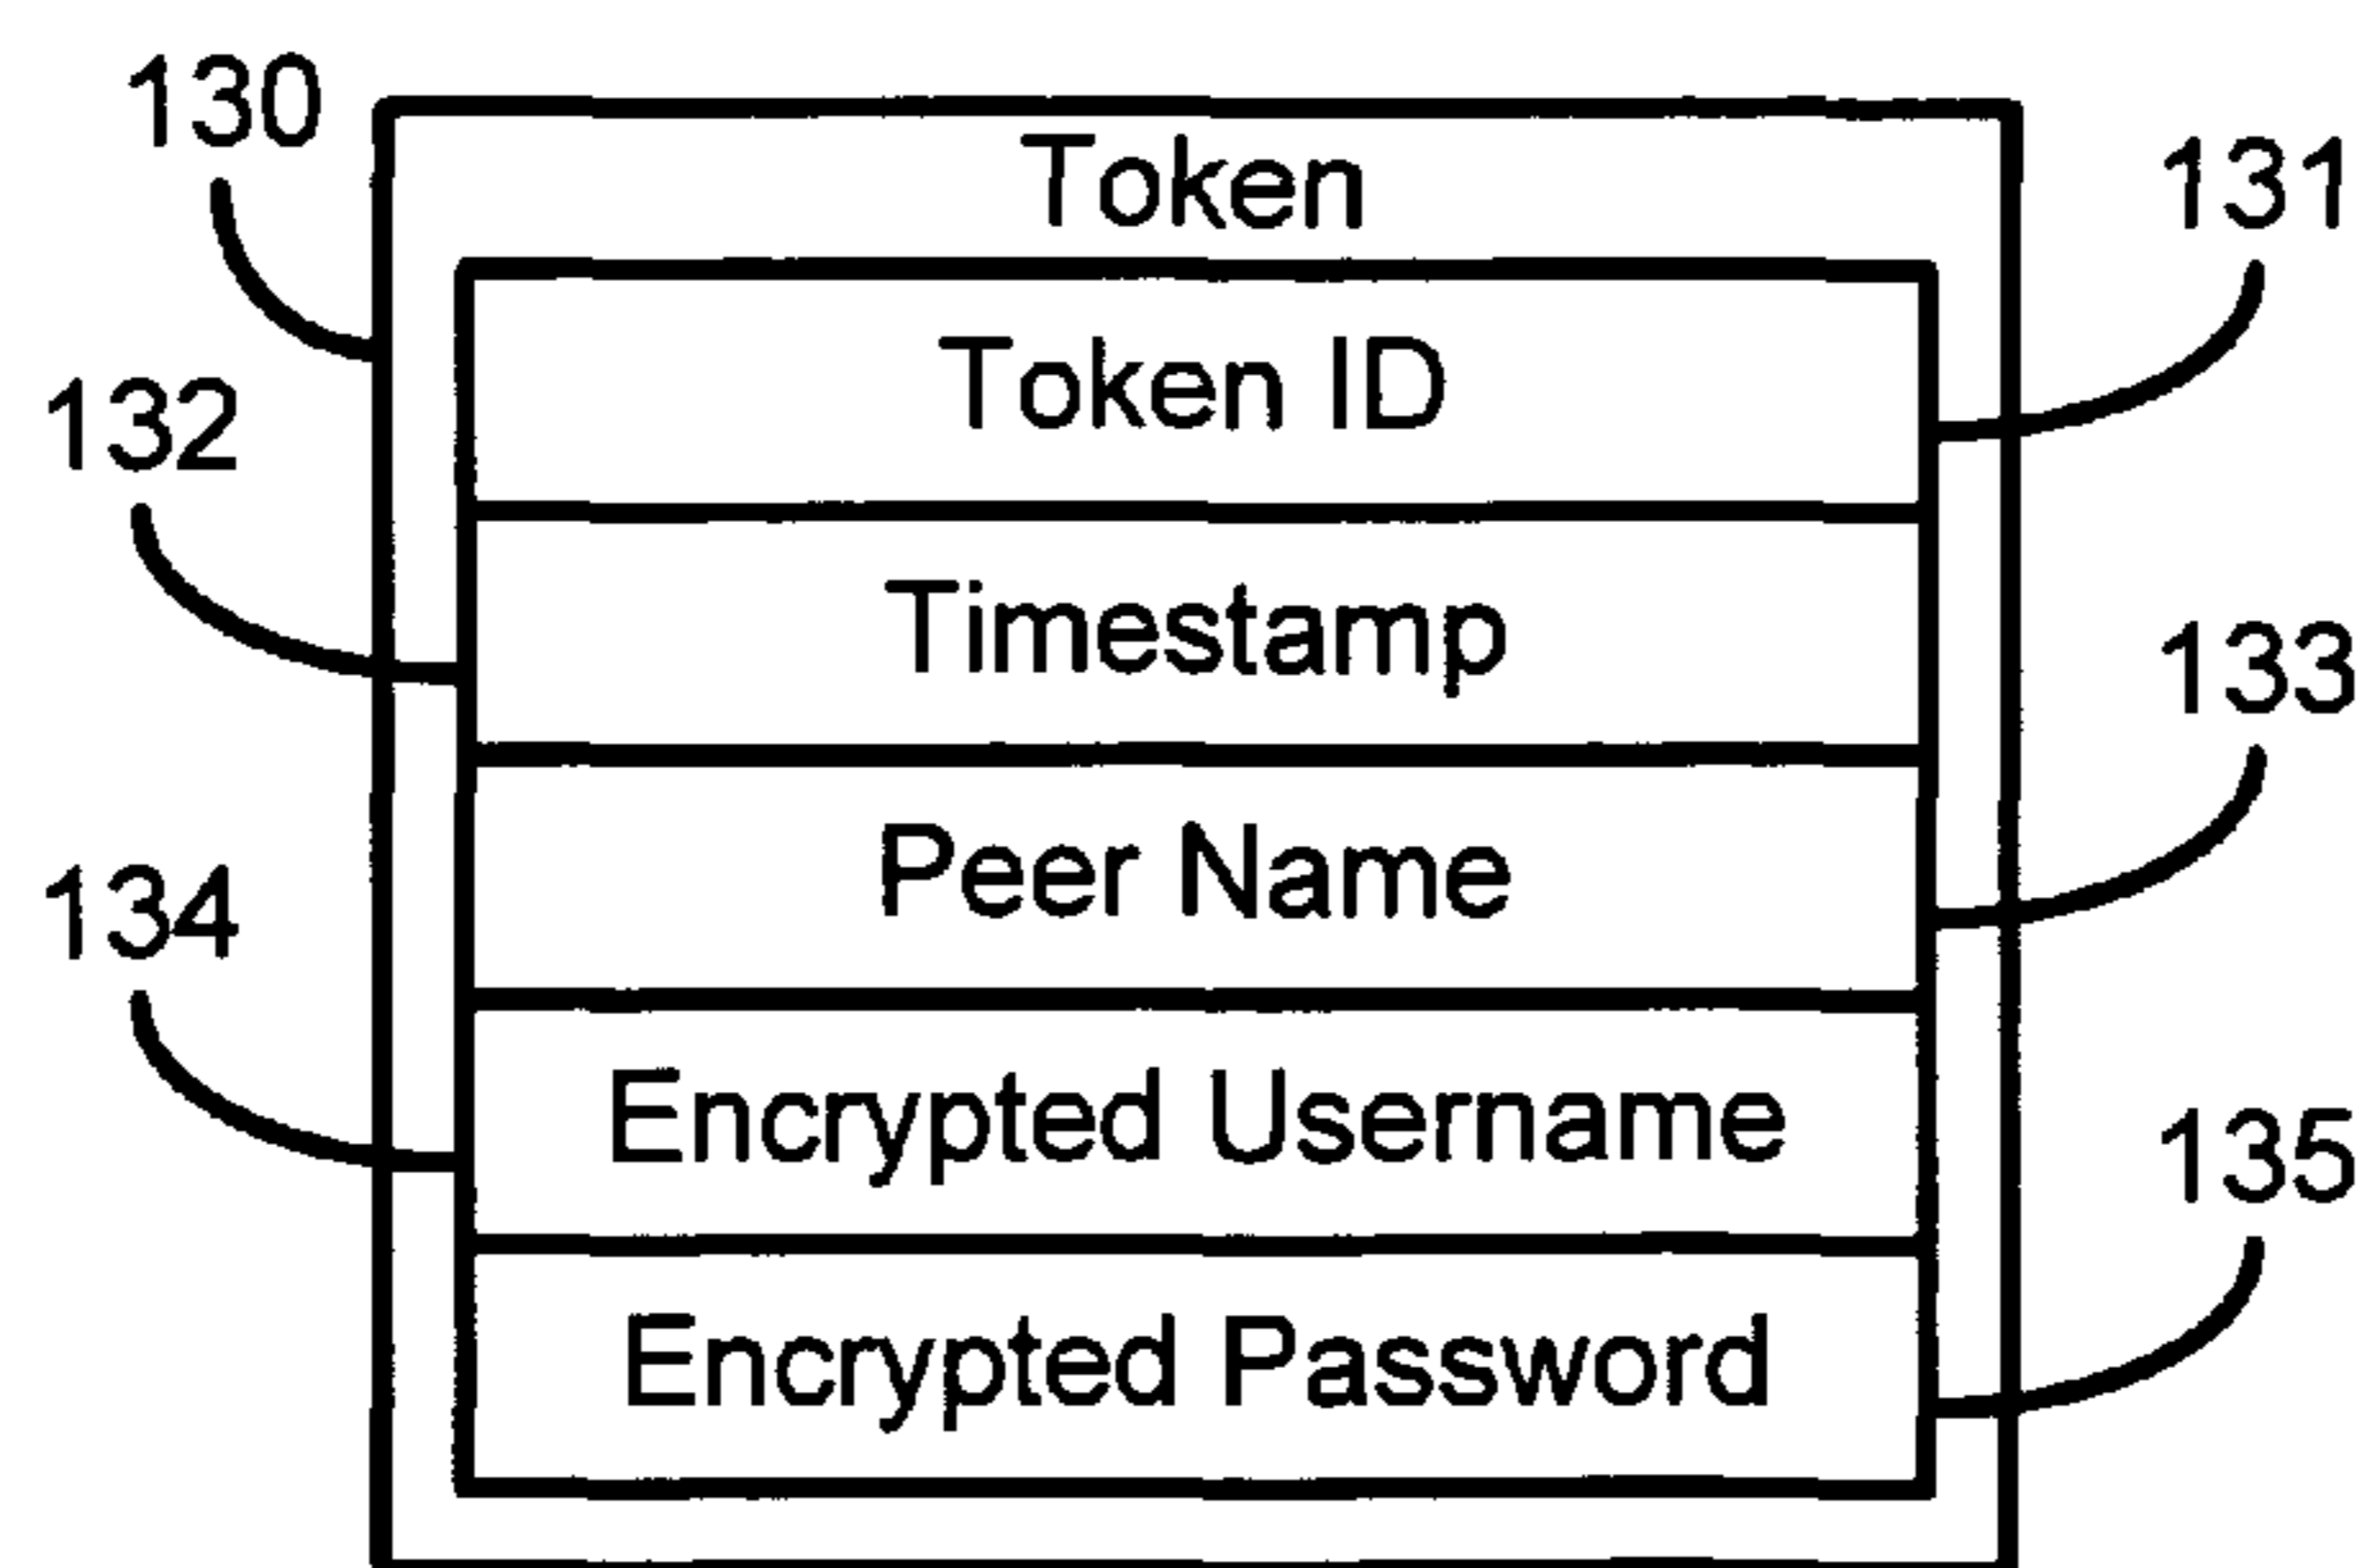 130
Token
131
Token ID
132
Timestamp
133
Peer Name
134
Encrypted Username
135
Encrypted Password